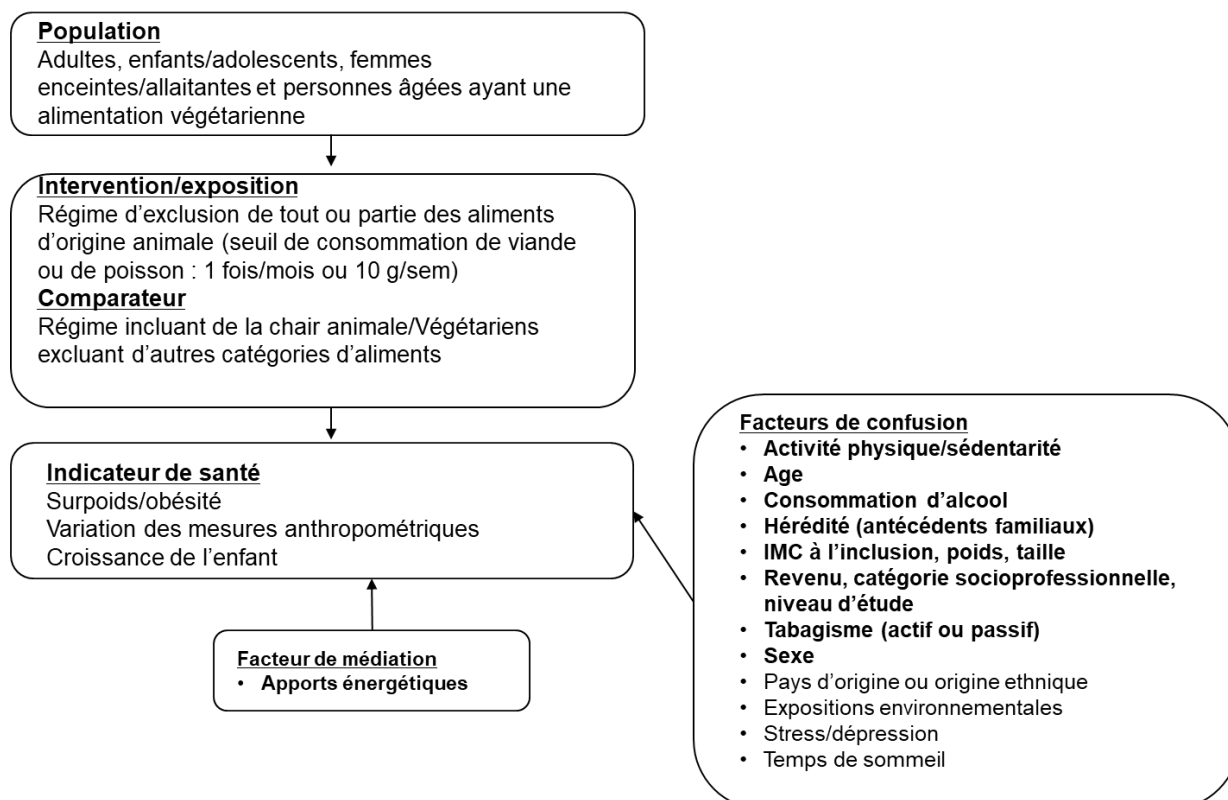 Population
Adultes, enfants/adolescents, femmes
enceintes/allaitantes et personnes âgées ayant une
alimentation végétarienne
Intervention/exposition
Régime d’exclusion de tout ou partie des aliments
d’origine animale (seuil de consommation de viande
ou de poisson : 1 fois/mois ou 10 g/sem)
Comparateur
Régime incluant de la chair animale/Végétariens
excluant d’autres catégories d’aliments
Indicateur de santé
Surpoids/obésité
Variation des mesures anthropométriques
Croissance de l’enfant
Facteur de médiation
• Apports énergétiques
Facteurs de confusion
• Activité physique/sédentarité
• Age
• Consommation d’alcool
• Hérédité (antécédents familiaux)
• IMC à l’inclusion, poids, taille
• Revenu, catégorie socioprofessionnelle,
niveau d’étude
• Tabagisme (actif ou passif)
• Sexe
• Pays d’origine ou origine ethnique
• Expositions environnementales
• Stress/dépression
• Temps de sommeil